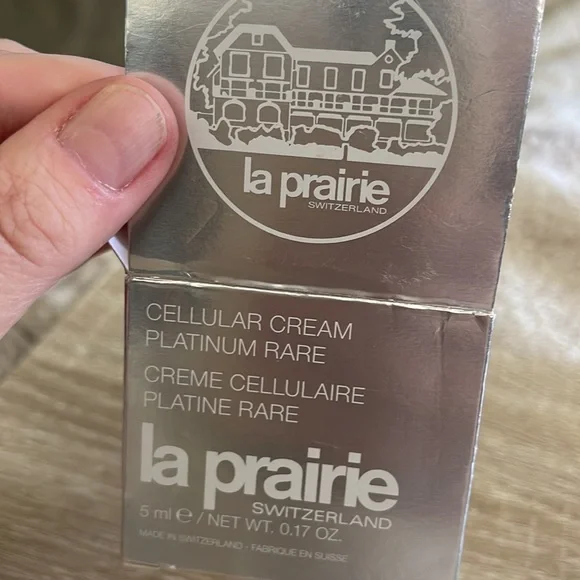 la prairie
SWITZERLAND
CELLULAR CREAM
PLATINUM RARE
CREME CELLULAIRE
PLATINE RARE
la prairie
SWITZERLAND
5 ml ℮ / NET WT. 0.17 OZ.
MADE IN SWITZERLAND - FABRIQUE EN SUISSE